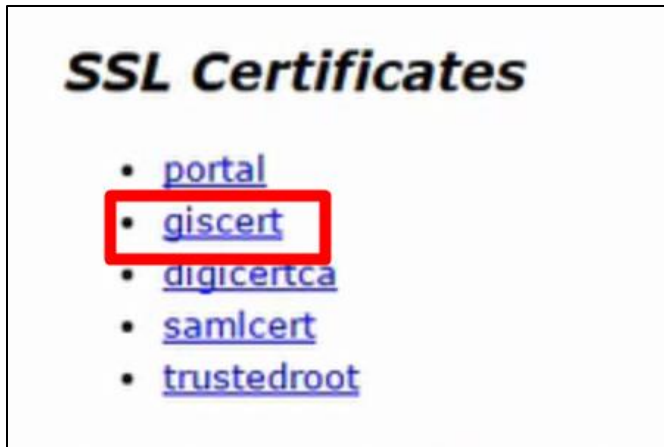 SSL Certificates
portal
giscert
digicertca
samlcert
trustedroot